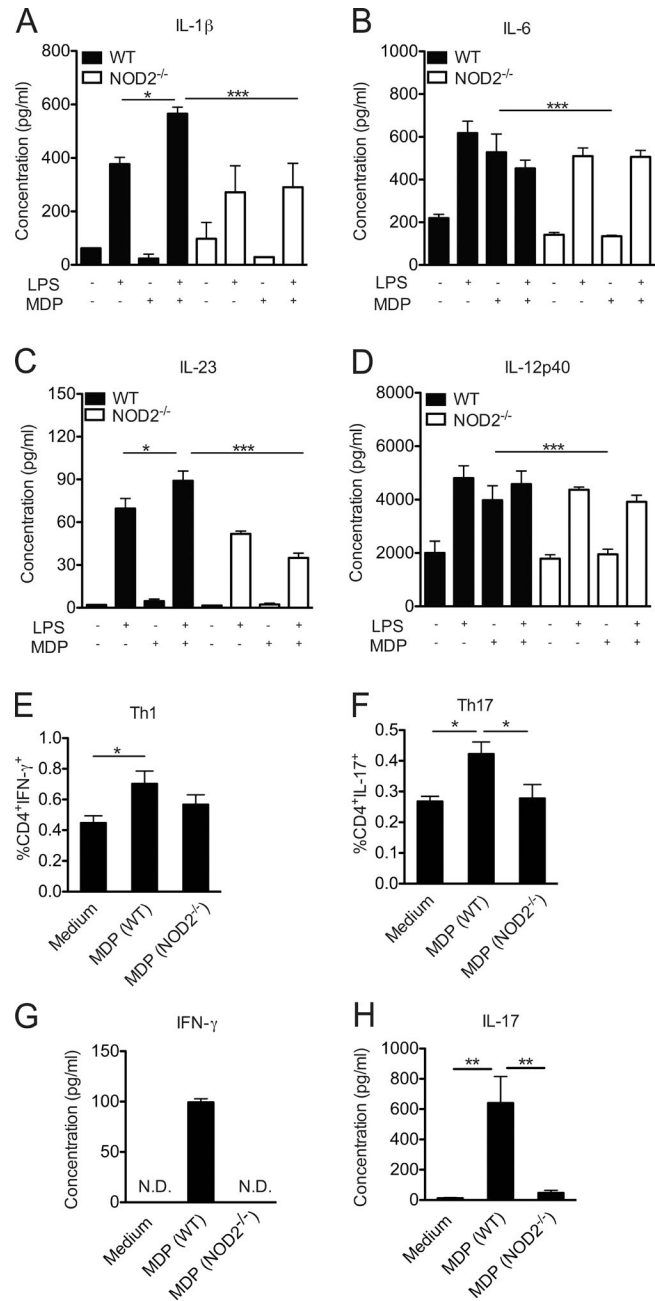 A
IL-1β
WT
NOD2-/-
Concentration (pg/ml)
800
600
400
200
0
* ***
LPS - + - + - + - +
MDP - - + + - - + +
B
IL-6
WT
NOD2-/-
Concentration (pg/ml)
1000
800
600
400
200
0
***
LPS - + - + - + - +
MDP - - + + - - + +
C
IL-23
WT
NOD2-/-
Concentration (pg/ml)
150
120
90
60
30
0
* ***
LPS - + - + - + - +
MDP - - + + - - + +
D
IL-12p40
WT
NOD2-/-
Concentration (pg/ml)
8000
6000
4000
2000
0
***
LPS - + - + - + - +
MDP - - + + - - + +
E
Th1
%CD4+IFN-γ+
1.0
0.8
0.6
0.4
0.2
0.0
*
Medium
MDP (WT)
MDP (NOD2-/-)
F
Th17
%CD4+IL-17+
0.5
0.4
0.3
0.2
0.1
0.0
* *
Medium
MDP (WT)
MDP (NOD2-/-)
G
IFN-γ
Concentration (pg/ml)
150
100
50
0
N.D. N.D.
Medium
MDP (WT)
MDP (NOD2-/-)
H
IL-17
Concentration (pg/ml)
1000
800
600
400
200
0
** **
Medium
MDP (WT)
MDP (NOD2-/-)